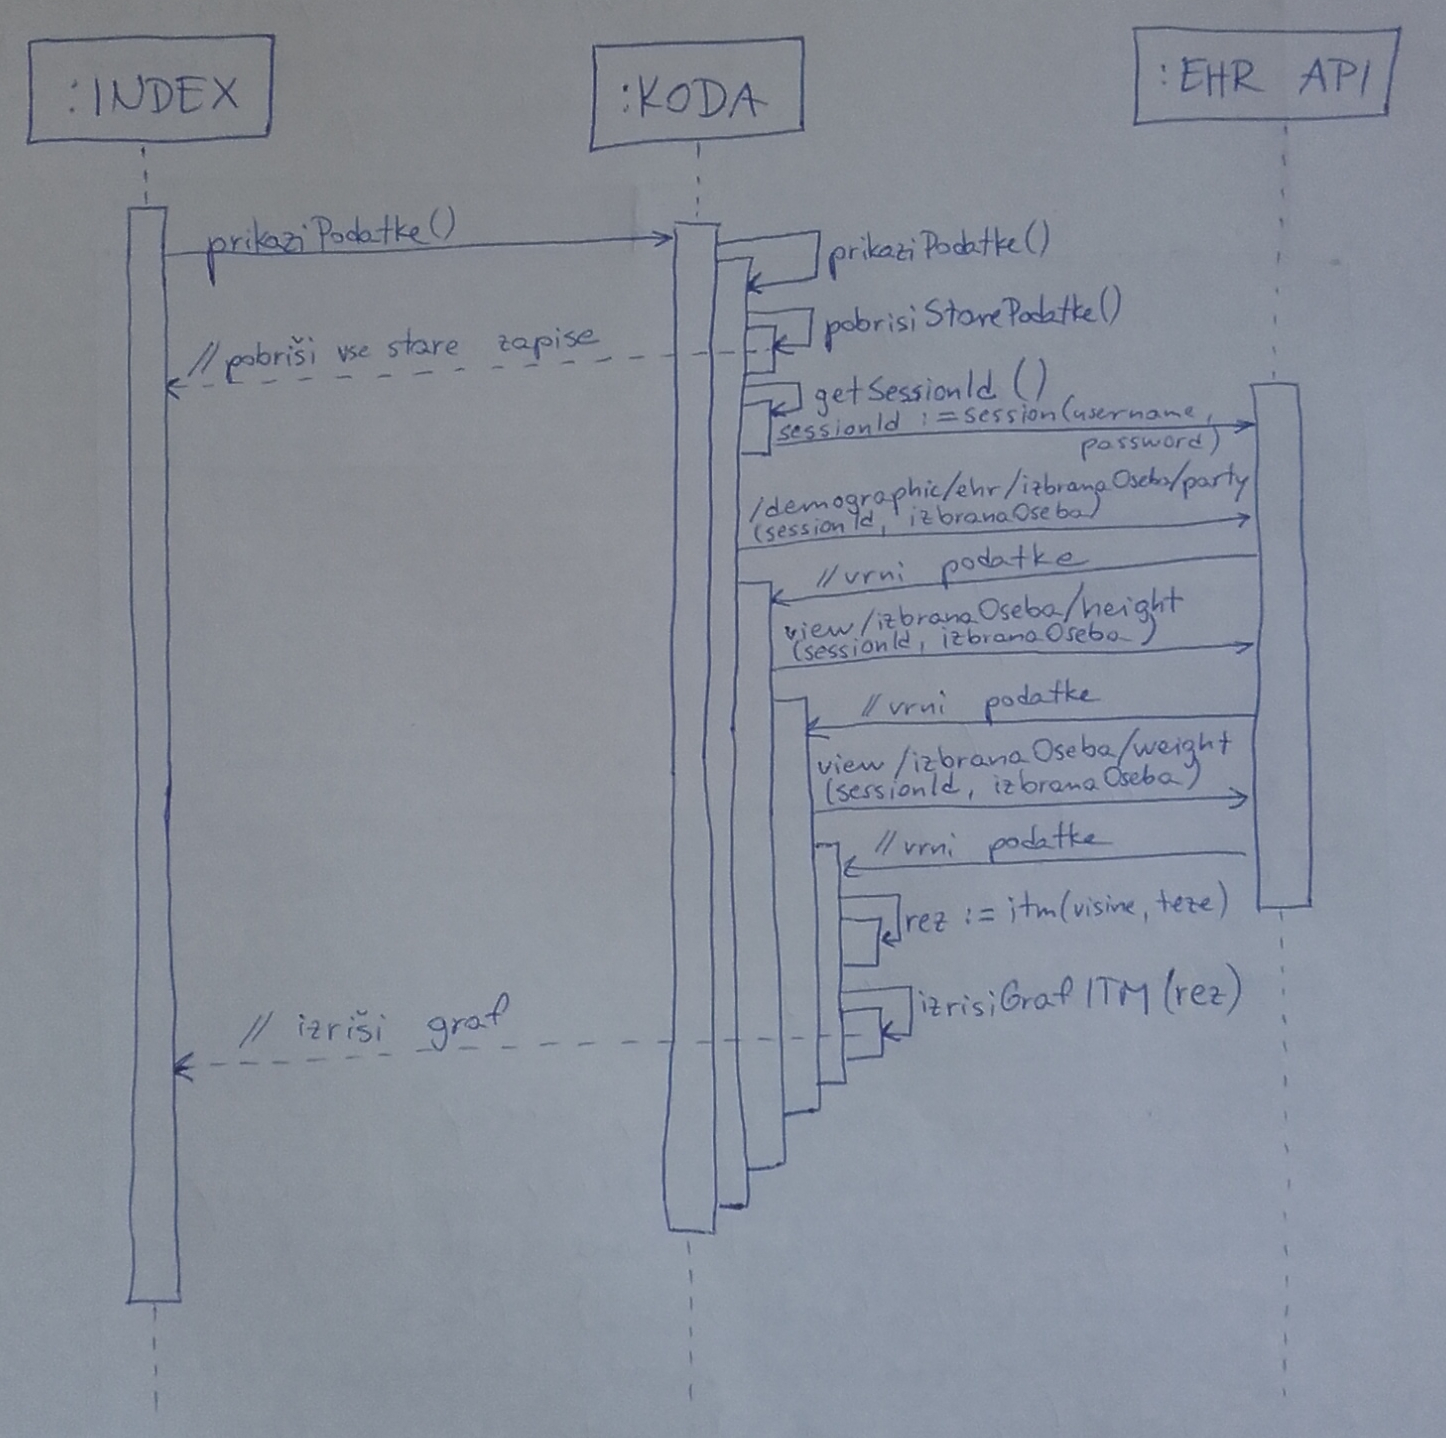 :INDEX
:KODA
:EHR API
prikaziPodatke()
prikaziPodatke()
pobrisiStarePodatke()
// pobriši vse stare zapise
getSessionId ()
sessionId := session(username,
password)
/demographic/ehr/izbranaOseba/party
(sessionId, izbranaOseba)
// vrni podatke
view/izbranaOseba/height
(sessionId, izbranaOseba)
// vrni podatke
view/izbranaOseba/weight
(sessionId, izbranaOseba)
// vrni podatke
rez := itm(visine, teze)
izrisiGrafITM(rez)
// izriši graf